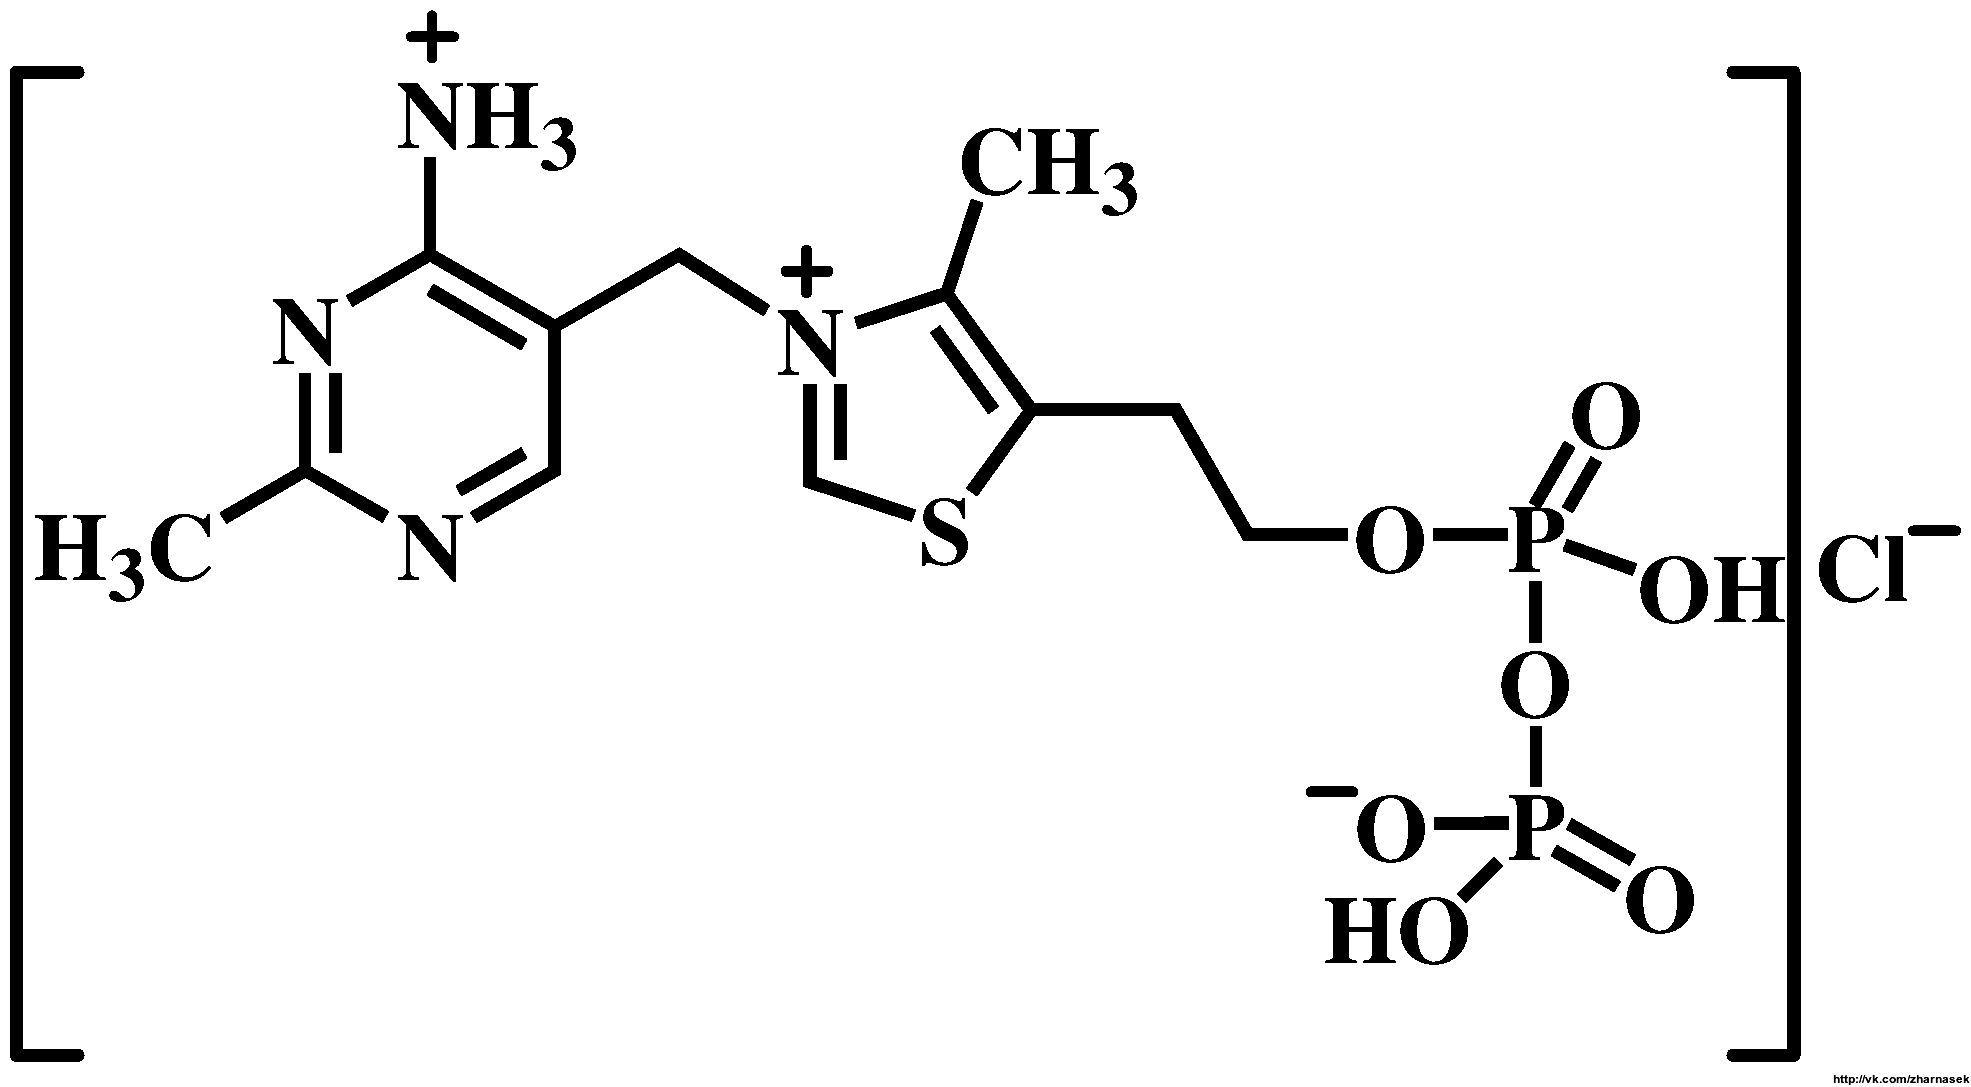 +
NH3
CH3
+
N
N
O
H3C
N
S
O
P
OH
Cl−
O
−O
P
O
HO
http://vk.com/zharnasek